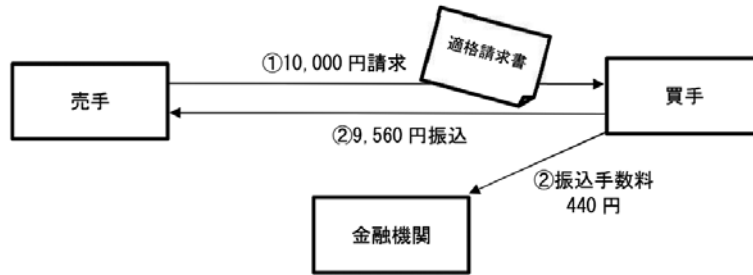 適格請求書
①10,000 円請求
売手
買手
②9,560 円振込
②振込手数料
440 円
金融機関